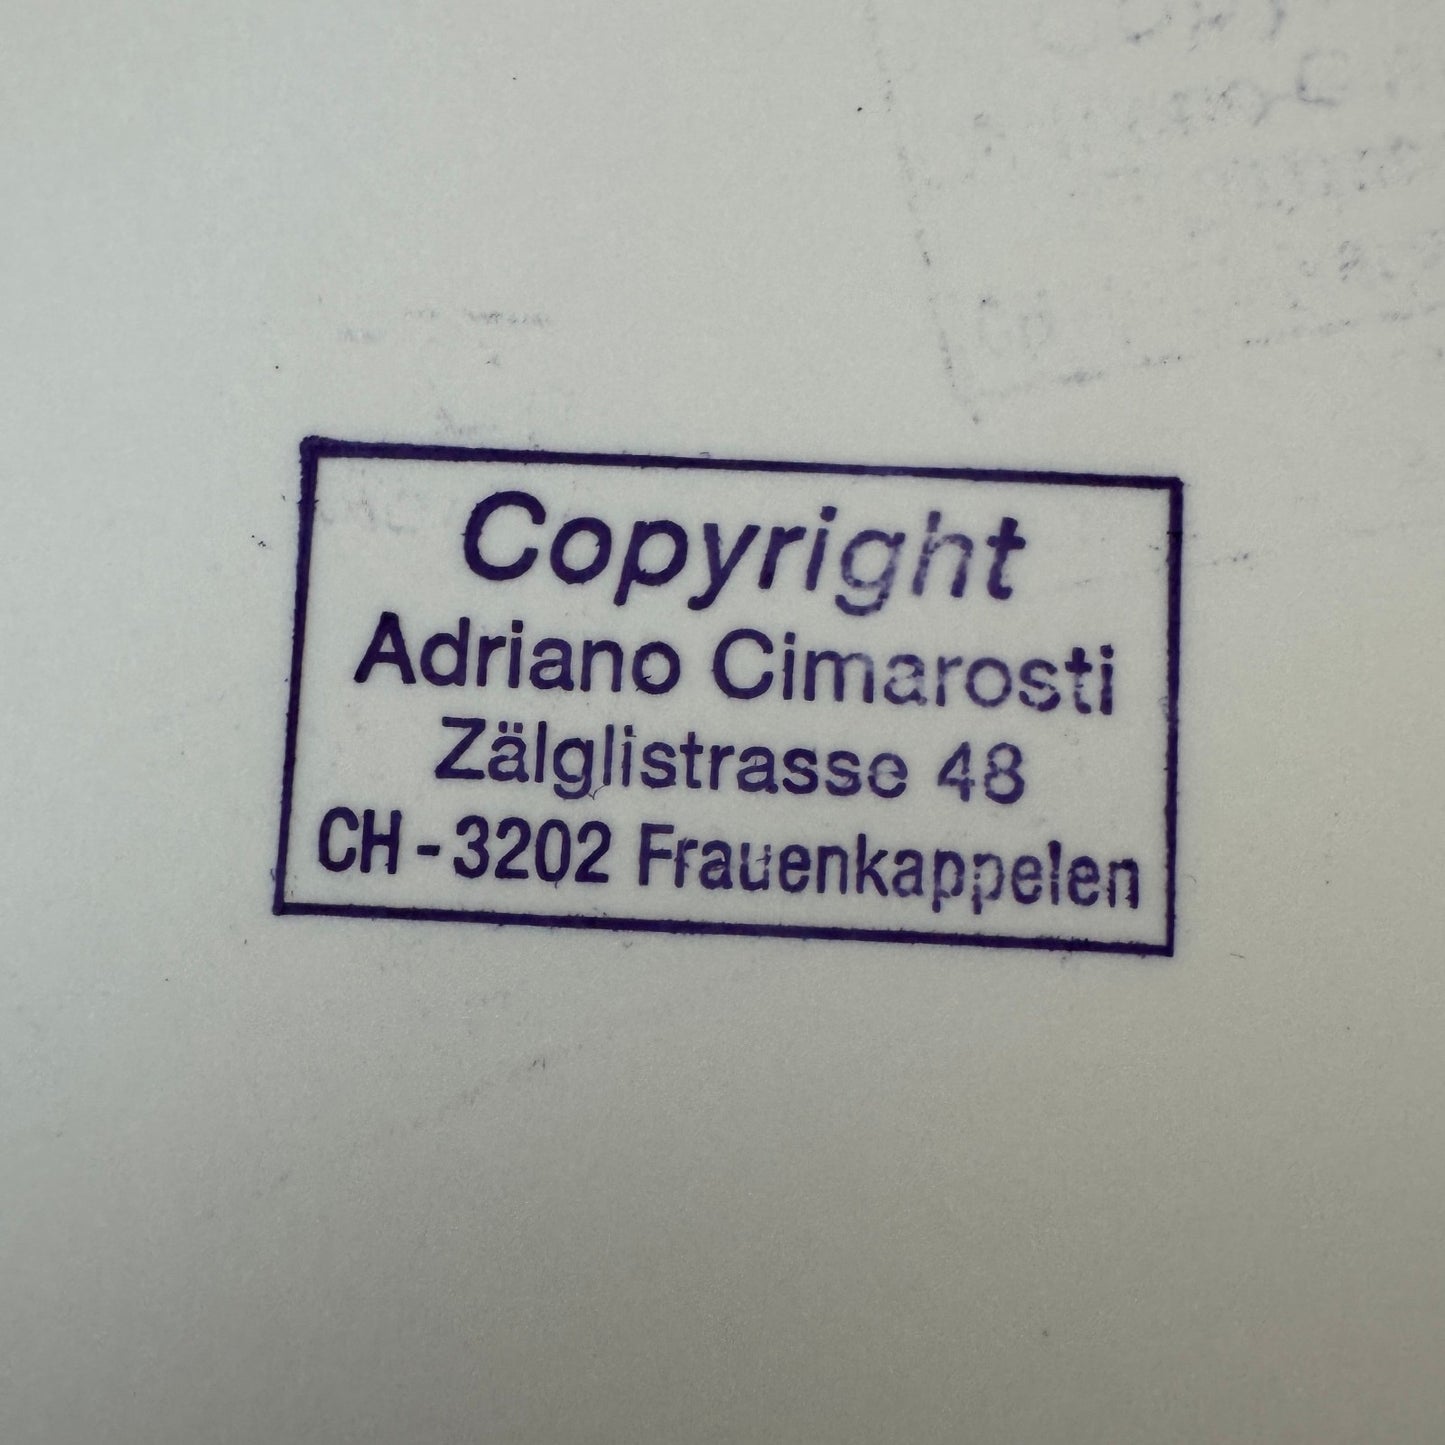 Copyright
Adriano Cimarosti
Zälglistrasse 48
CH-3202 Frauenkappelen